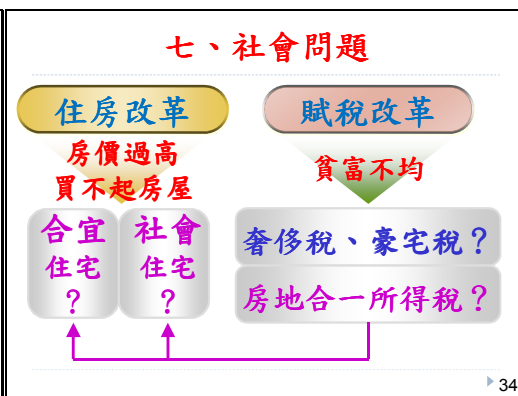 七、社會問題
住房改革
賦稅改革
房價過高
買不起房屋
貧富不均
合宜
住宅
?
社會
住宅
?
奢侈稅、豪宅稅?
房地合一所得稅?
34